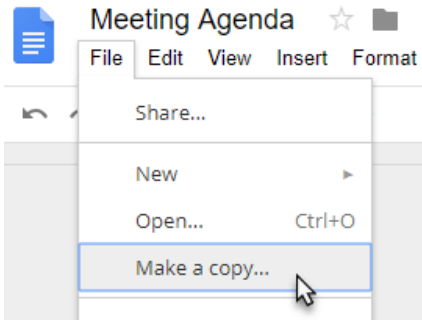 Meeting Agenda
File Edit View Insert Format
Share...
New
Open... Ctrl+O
Make a copy...